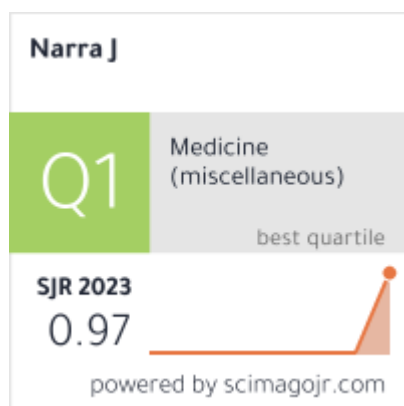 Narra J
Q1
Medicine
(miscellaneous)
best quartile
SJR 2023
0.97
powered by scimagojr.com